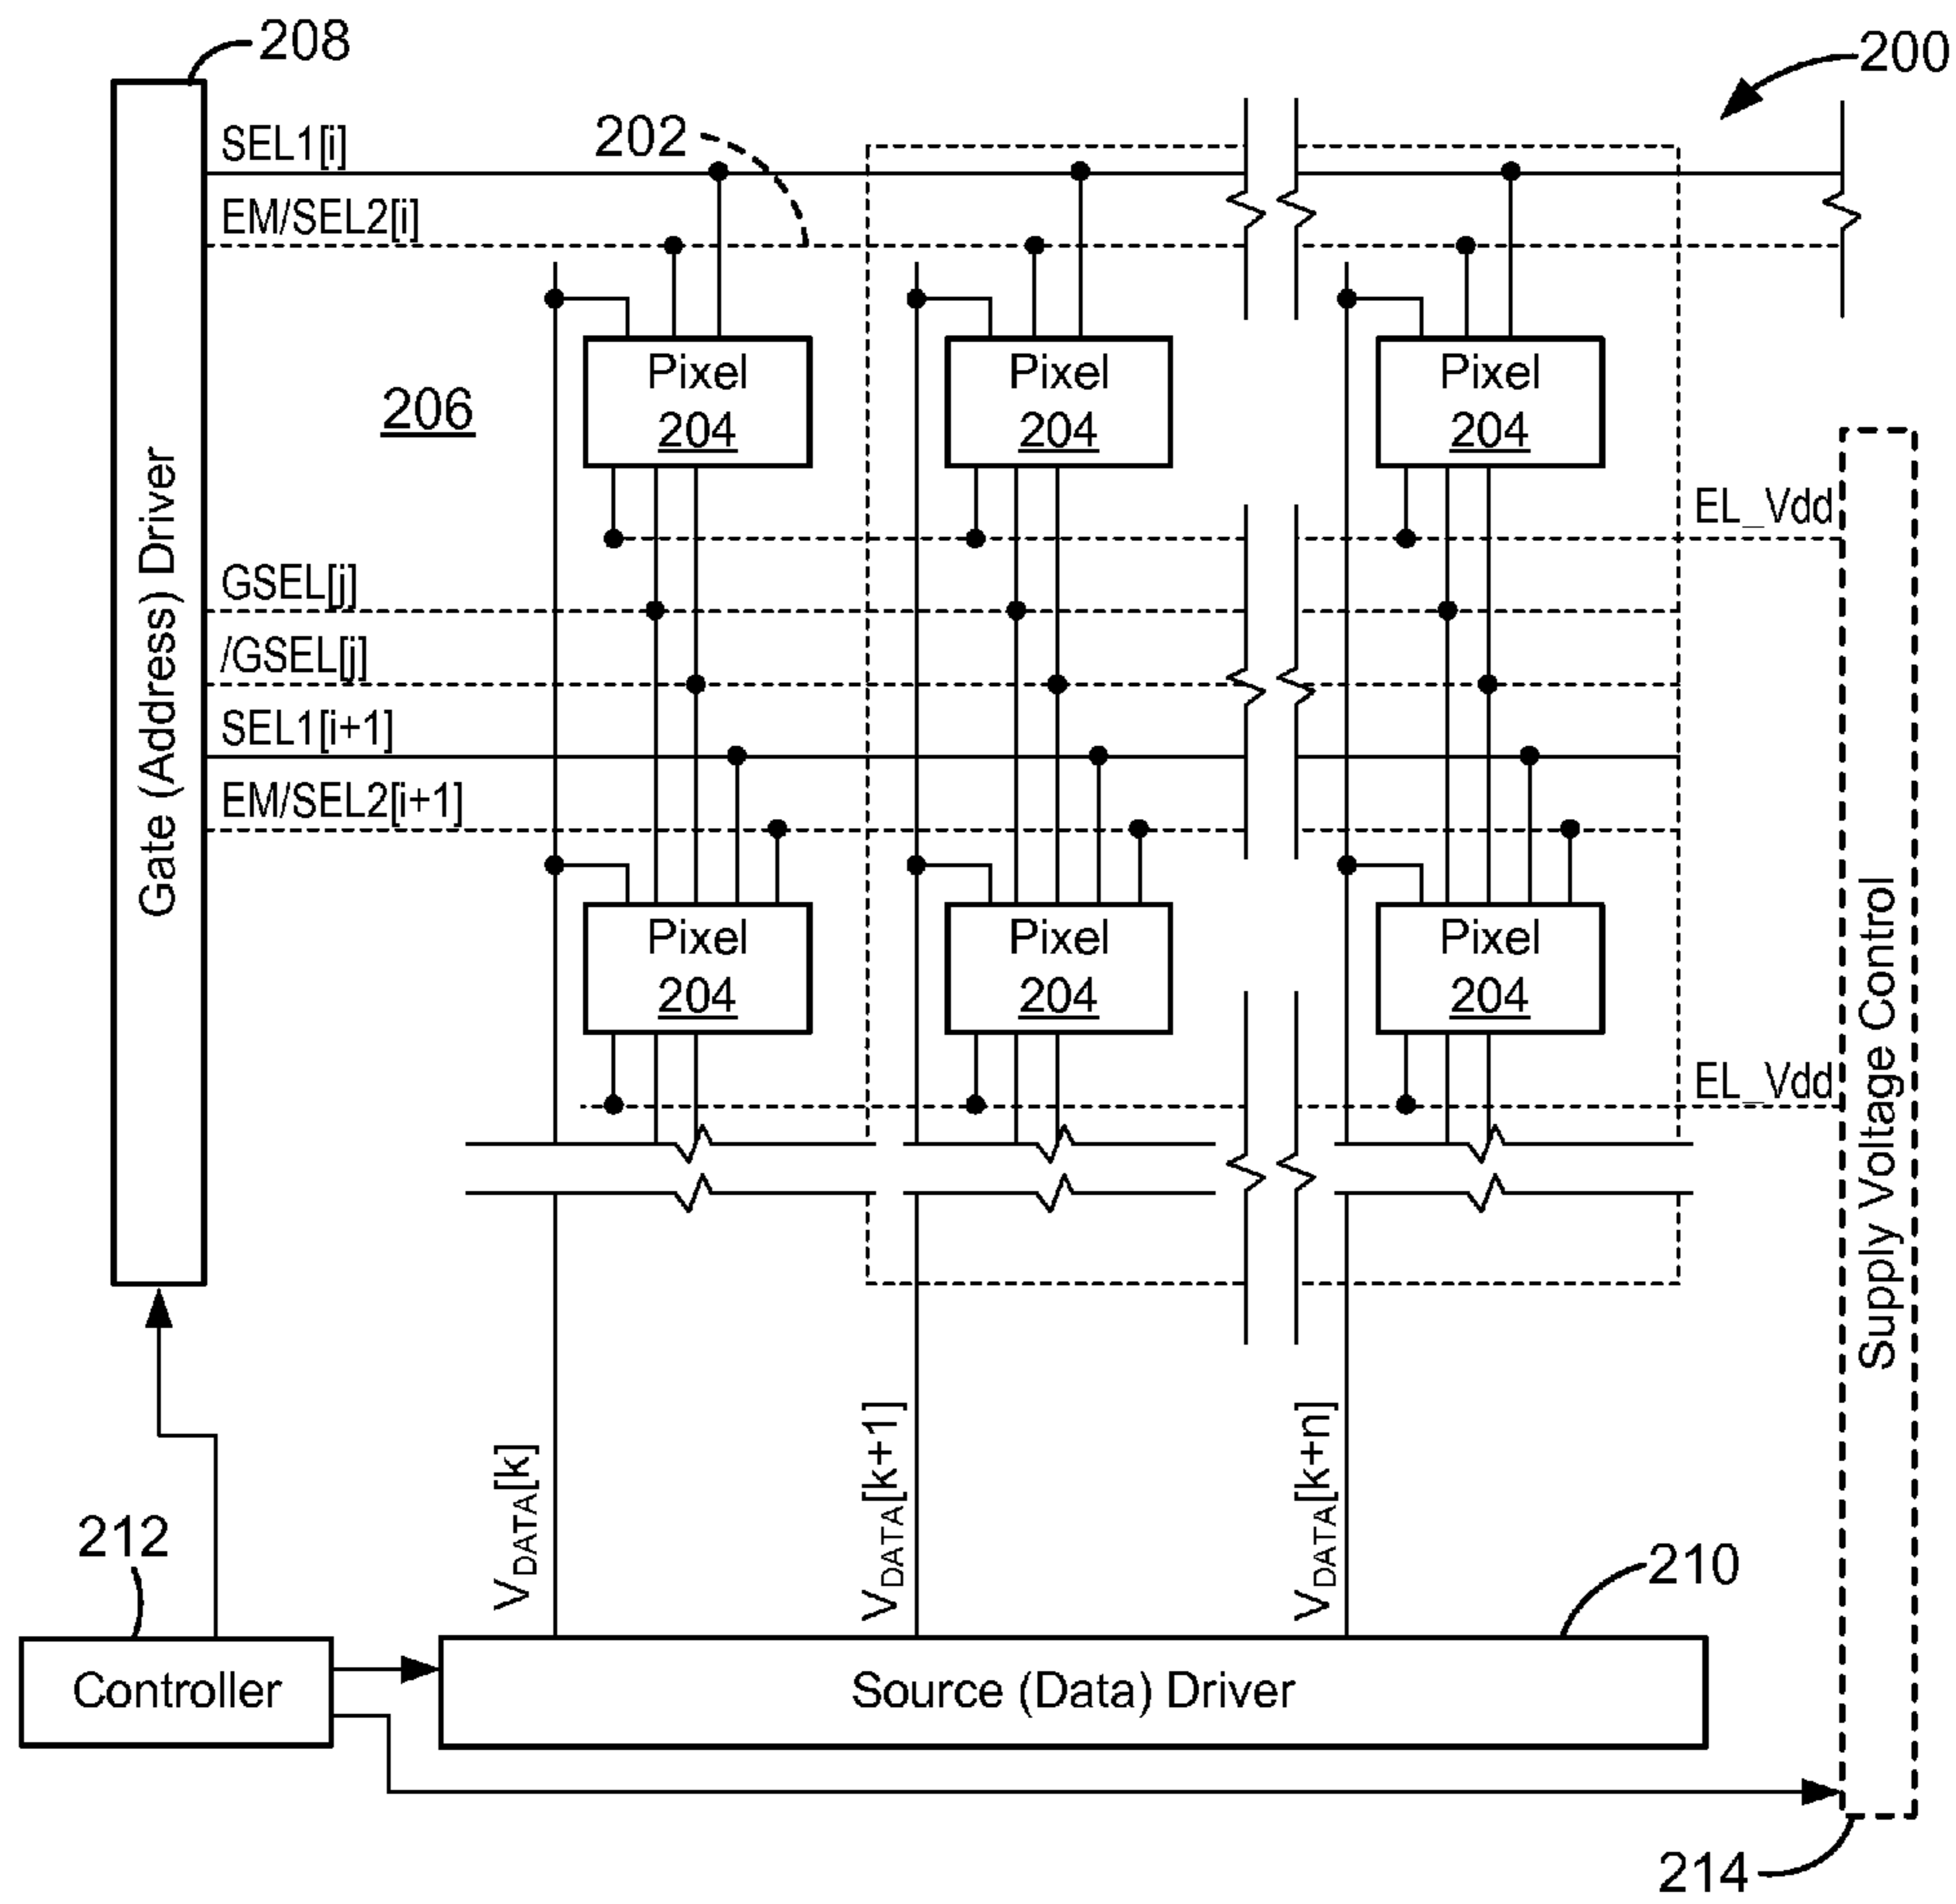 208
200
SEL1[i]
202
EM/SEL2[i]
Pixel
204
Pixel
204
Pixel
204
206
Gate (Address) Driver
EL_Vdd
GSEL[j]
/GSEL[j]
SEL1[i+1]
EM/SEL2[i+1]
Pixel
204
Pixel
204
Pixel
204
EL_Vdd
Supply Voltage Control
VDATA[k]
VDATA[k+1]
VDATA[k+n]
212
210
Controller
Source (Data) Driver
214